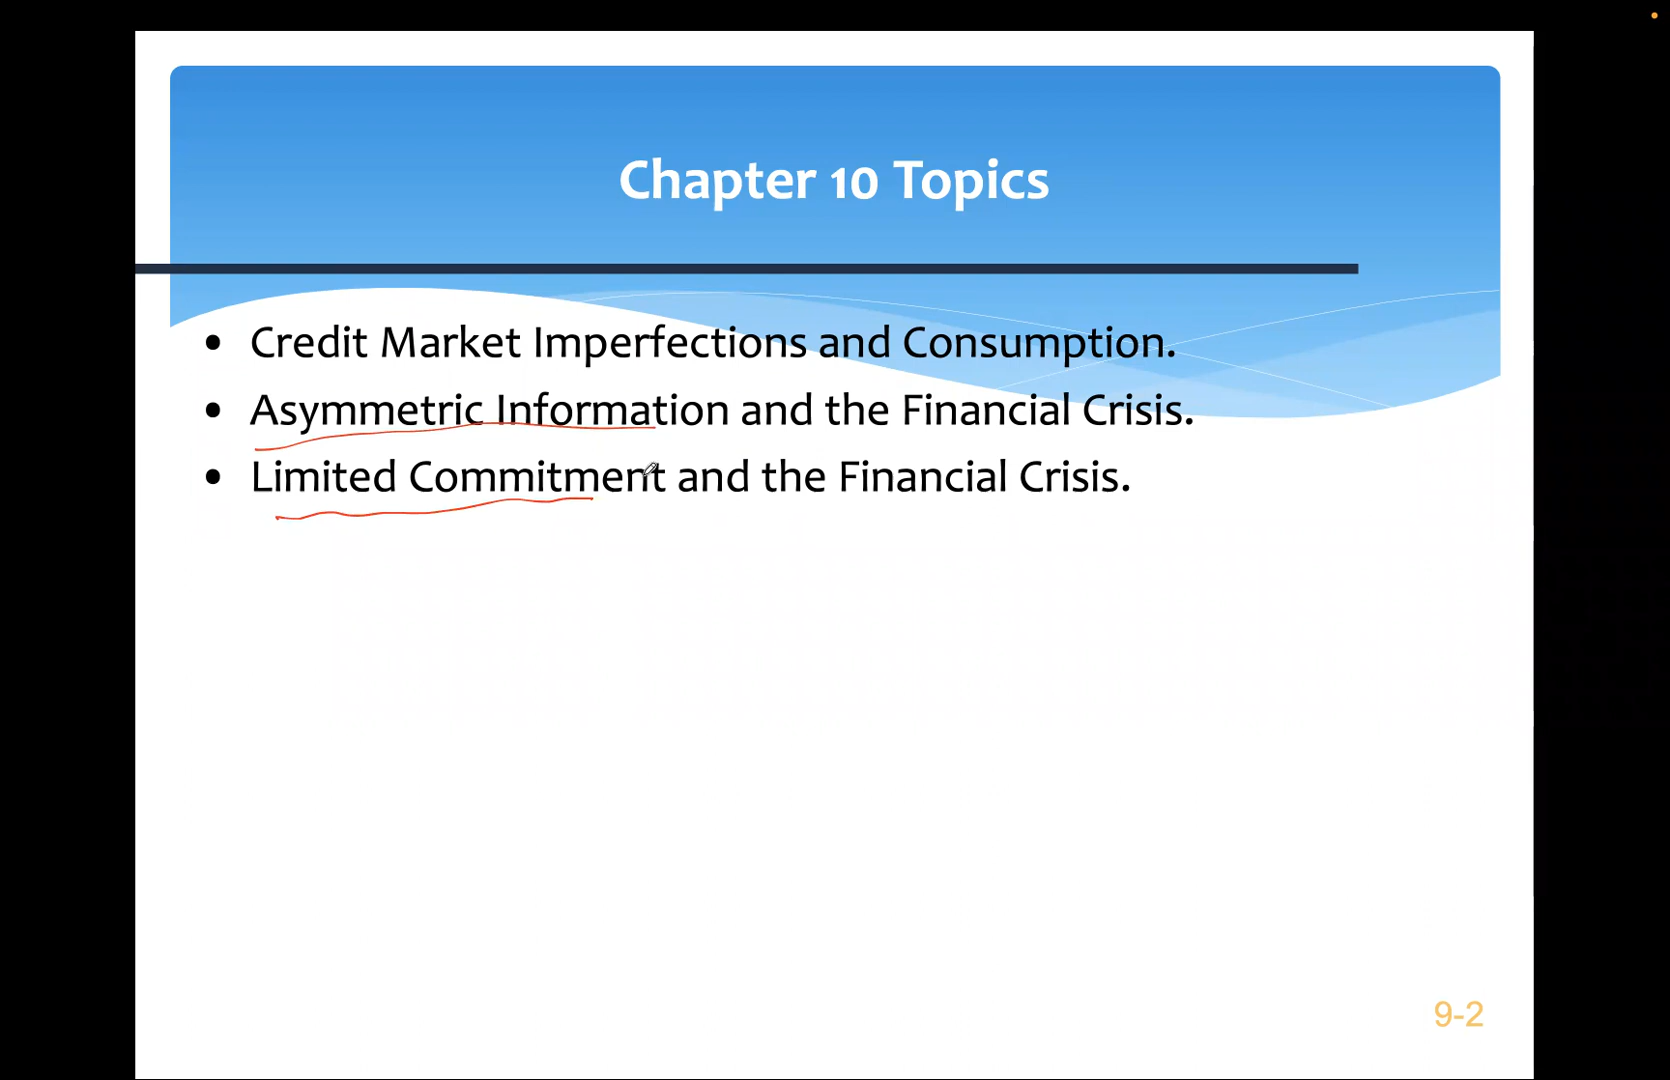 Chapter 10 Topics
• Credit Market Imperfections and Consumption.
• Asymmetric Information and the Financial Crisis.
• Limited Commitment and the Financial Crisis.
9-2